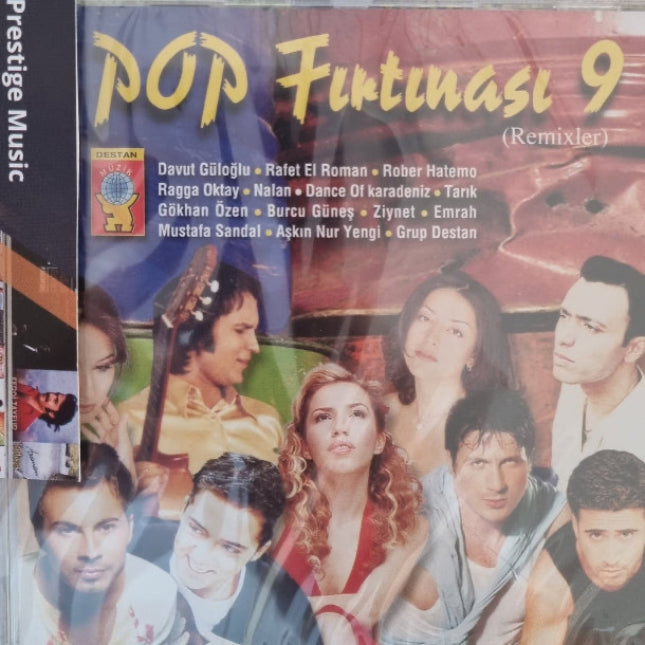 Prestige Music
POP Fırtınası 9
(Remixler)
DESTAN
MÜZİK
Davut Güloğlu • Rafet El Roman • Rober Hatemo
Ragga Oktay • Nalan • Dance Of karadeniz • Tarık
Gökhan Özen • Burcu Güneş • Ziynet • Emrah
Mustafa Sandal • Aşkın Nur Yengi • Grup Destan